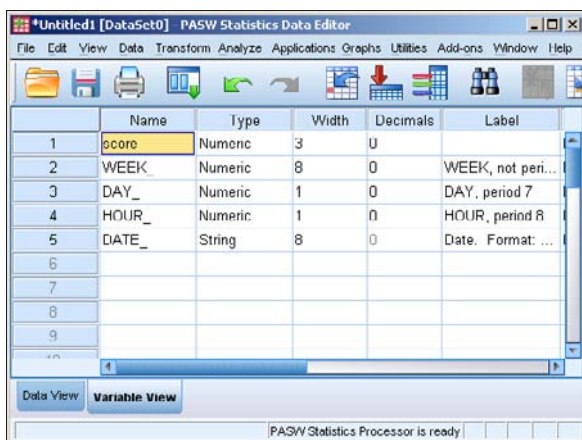 *Untitled1 [DataSet0] - PASW Statistics Data Editor
File Edit View Data Transform Analyze Applications Graphs Utilities Add-ons Window Help
Name Type Width Decimals Label
1 score Numeric 3 0
2 WEEK_ Numeric 8 0 WEEK, not peri...
3 DAY_ Numeric 1 0 DAY, period 7
4 HOUR_ Numeric 1 0 HOUR, period 8
5 DATE_ String 8 0 Date. Format: ...
6
7
8
9
Data View Variable View
PASW Statistics Processor is ready